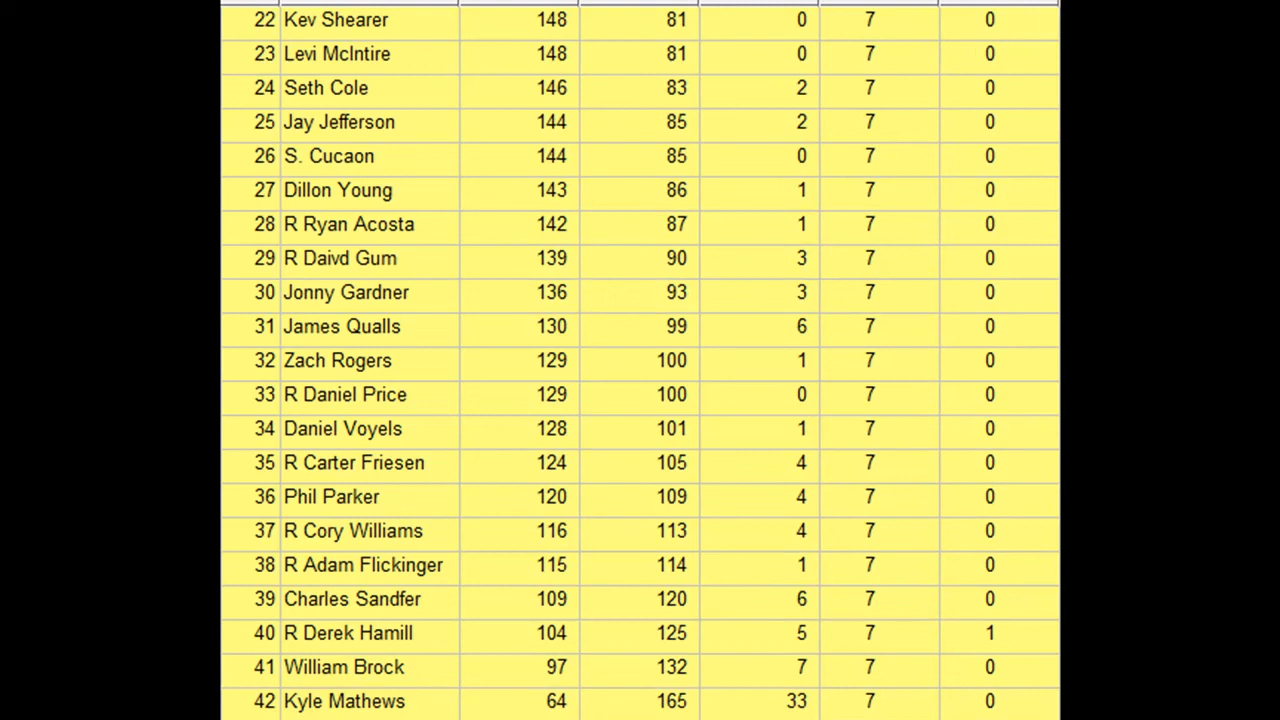 22 Kev Shearer 148 81 0 7 0
23 Levi McIntire 148 81 0 7 0
24 Seth Cole 146 83 2 7 0
25 Jay Jefferson 144 85 2 7 0
26 S. Cucaon 144 85 0 7 0
27 Dillon Young 143 86 1 7 0
28 R Ryan Acosta 142 87 1 7 0
29 R Daivd Gum 139 90 3 7 0
30 Jonny Gardner 136 93 3 7 0
31 James Qualls 130 99 6 7 0
32 Zach Rogers 129 100 1 7 0
33 R Daniel Price 129 100 0 7 0
34 Daniel Voyels 128 101 1 7 0
35 R Carter Friesen 124 105 4 7 0
36 Phil Parker 120 109 4 7 0
37 R Cory Williams 116 113 4 7 0
38 R Adam Flickinger 115 114 1 7 0
39 Charles Sandfer 109 120 6 7 0
40 R Derek Hamill 104 125 5 7 1
41 William Brock 97 132 7 7 0
42 Kyle Mathews 64 165 33 7 0